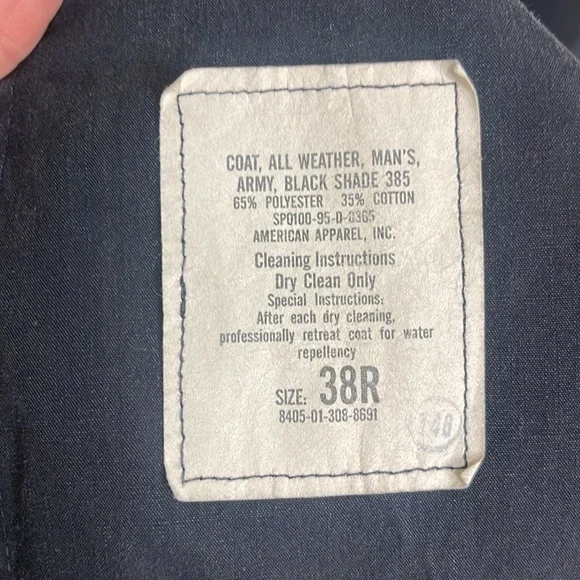 COAT, ALL WEATHER, MAN'S,
ARMY, BLACK SHADE 385
65% POLYESTER 35% COTTON
SPO100-95-D-0365
AMERICAN APPAREL, INC.
Cleaning Instructions
Dry Clean Only
Special Instructions:
After each dry cleaning,
professionally retreat coat for water
repellency
SIZE: 38R
8405-01-308-8691